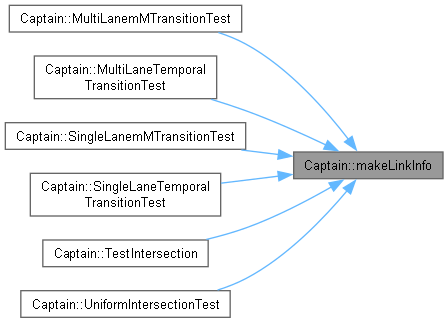 Captain::MultiLanemMTransitionTest
Captain::MultiLaneTemporal
TransitionTest
Captain::SingleLanemMTransitionTest
Captain::makeLinkInfo
Captain::SingleLaneTemporal
TransitionTest
Captain::TestIntersection
Captain::UniformIntersectionTest